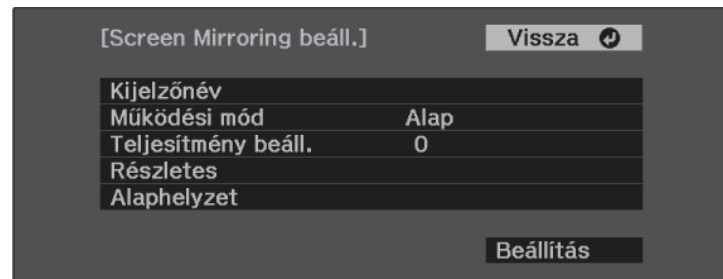 [Screen Mirroring beáll.] Vissza
Kijelzőnév
Működési mód Alap
Teljesítmény beáll. 0
Részletes
Alaphelyzet
Beállítás